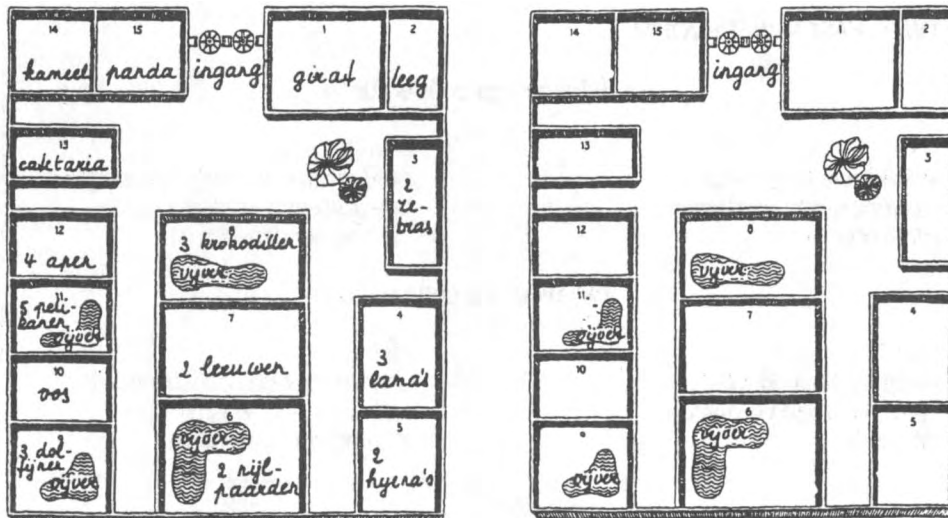 14
kameel
15
panda
ingang
1
giraf
2
leeg
13
cafetaria
3
2
ze-
bras
12
4 apen
8
3 krokodillen
vijver
11
5 peli-
kanen
vijver
7
2 leeuwen
4
3
lama's
10
vos
9
3 dol-
fijnen
vijver
6
vijver
2 nijl-
paarden
5
2
hyena's
14
15
ingang
13
3
12
8
vijver
11
vijver
7
4
10
9
vijver
6
vijver
5